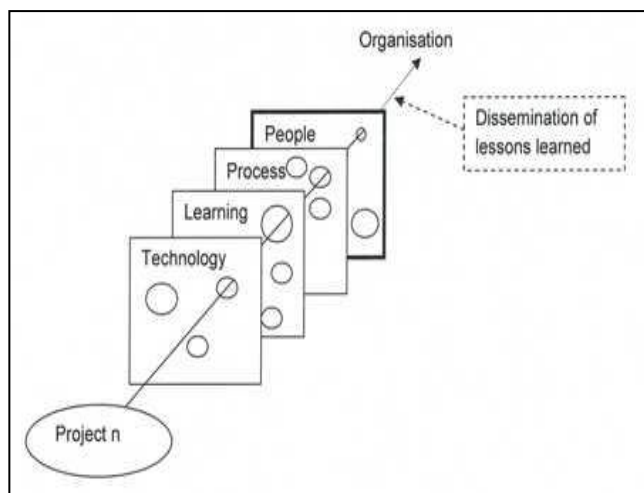 Organisation
Dissemination of
lessons learned
People
Process
Learning
Technology
Project n